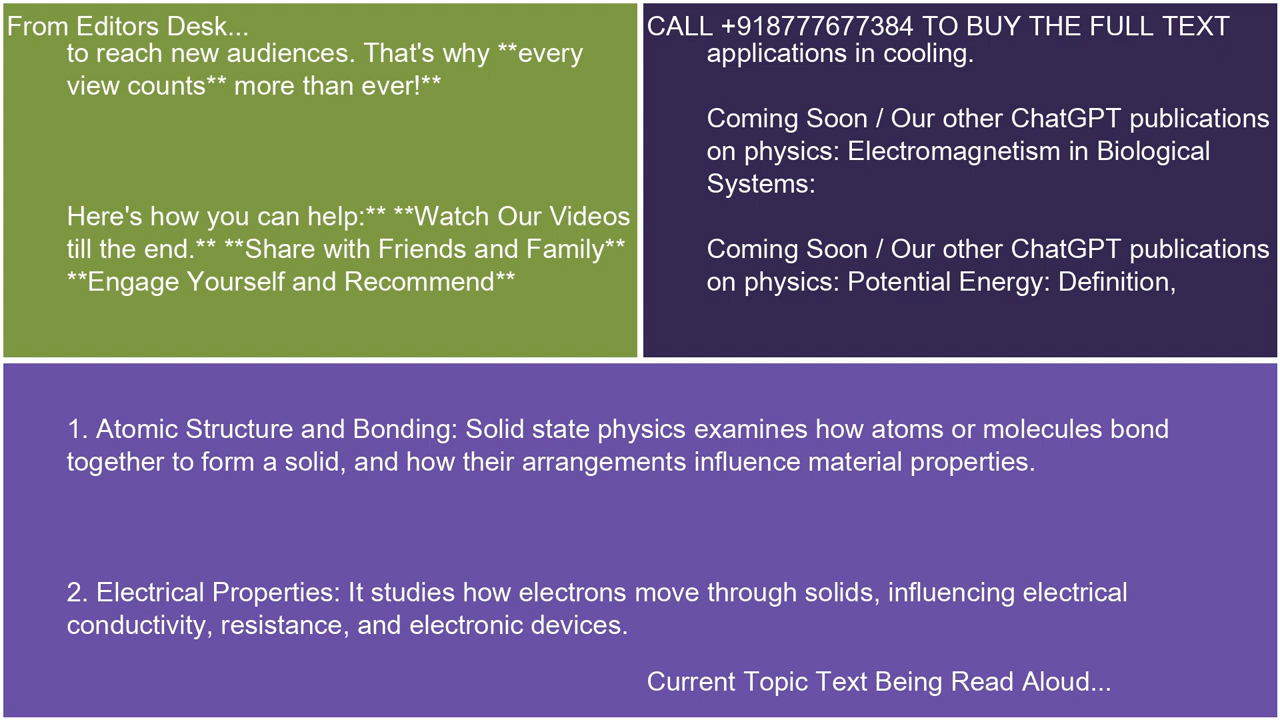 From Editors Desk...
to reach new audiences. That's why **every
view counts** more than ever!**
Here's how you can help:** **Watch Our Videos
till the end.** **Share with Friends and Family**
**Engage Yourself and Recommend**
CALL +918777677384 TO BUY THE FULL TEXT
applications in cooling.
Coming Soon / Our other ChatGPT publications
on physics: Electromagnetism in Biological
Systems:
Coming Soon / Our other ChatGPT publications
on physics: Potential Energy: Definition,
1. Atomic Structure and Bonding: Solid state physics examines how atoms or molecules bond
together to form a solid, and how their arrangements influence material properties.
2. Electrical Properties: It studies how electrons move through solids, influencing electrical
conductivity, resistance, and electronic devices.
Current Topic Text Being Read Aloud...